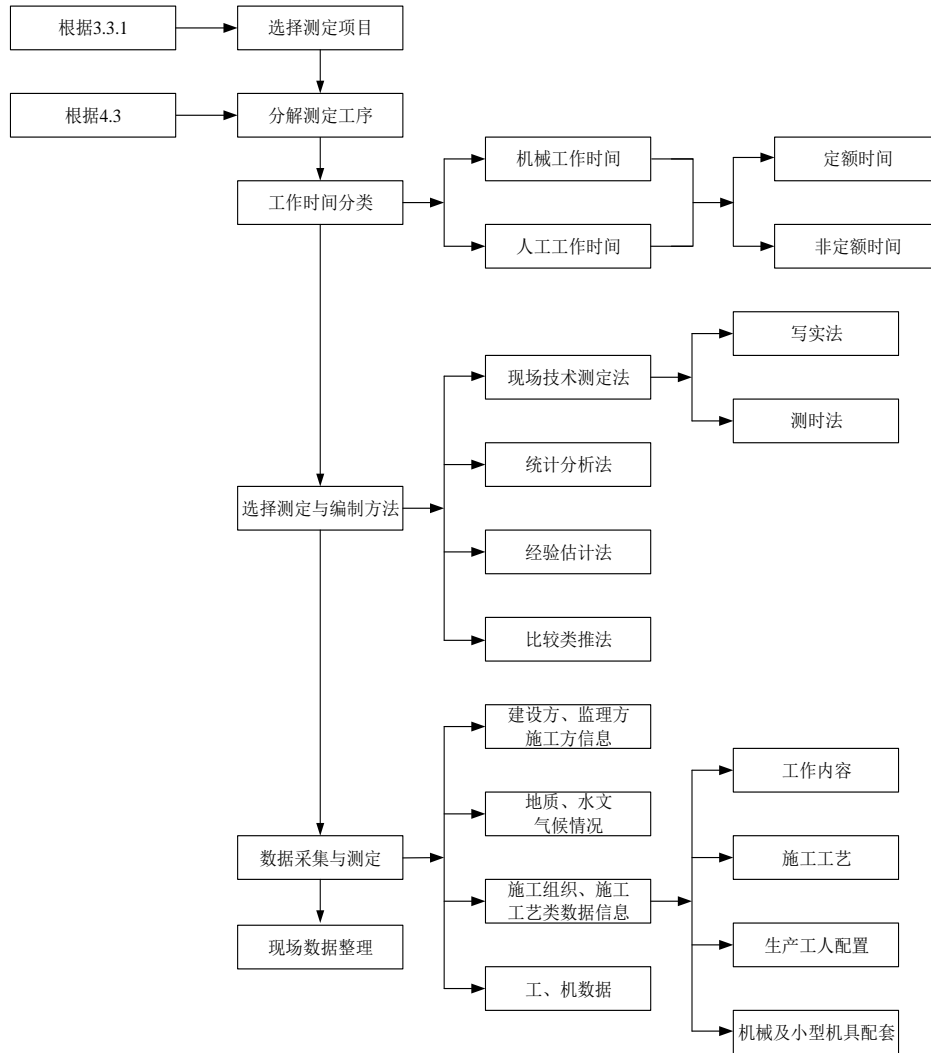 根据3.3.1
选择测定项目
根据4.3
分解测定工序
工作时间分类
机械工作时间
人工工作时间
定额时间
非定额时间
选择测定与编制方法
现场技术测定法
写实法
测时法
统计分析法
经验估计法
比较类推法
数据采集与测定
建设方、监理方
施工方信息
地质、水文
气候情况
施工组织、施工
工艺类数据信息
工作内容
施工工艺
生产工人配置
机械及小型机具配套
工、机数据
现场数据整理